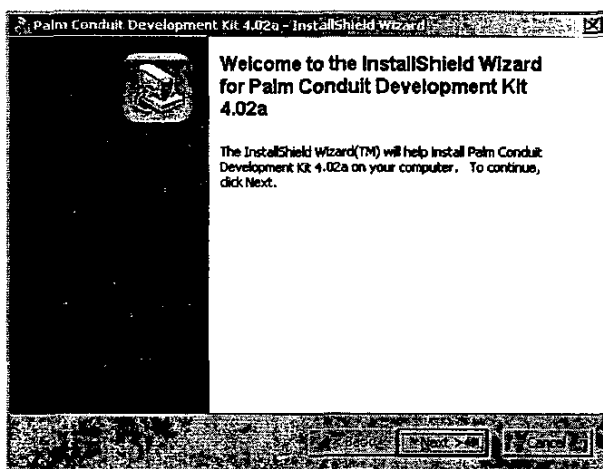 Palm Conduit Development Kit 4.02a - InstallShield Wizard
Welcome to the InstallShield Wizard
for Palm Conduit Development Kit
4.02a
The InstallShield Wizard(TM) will help install Palm Conduit
Development Kit 4.02a on your computer. To continue,
click Next.
Next >
Cancel